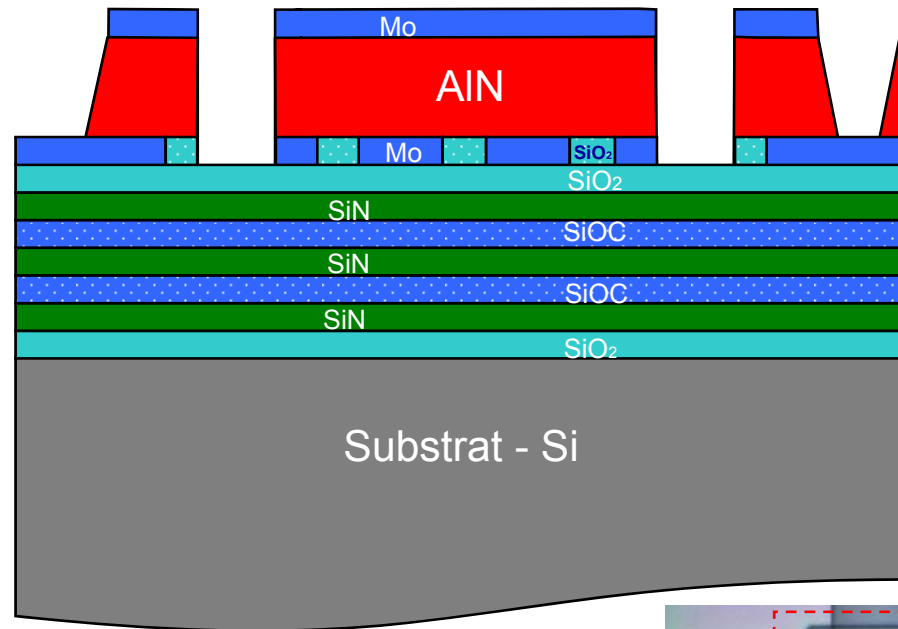 Mo
AlN
Mo
SiO₂
SiO₂
SiN
SiOC
SiN
SiOC
SiN
SiO₂
Substrat - Si